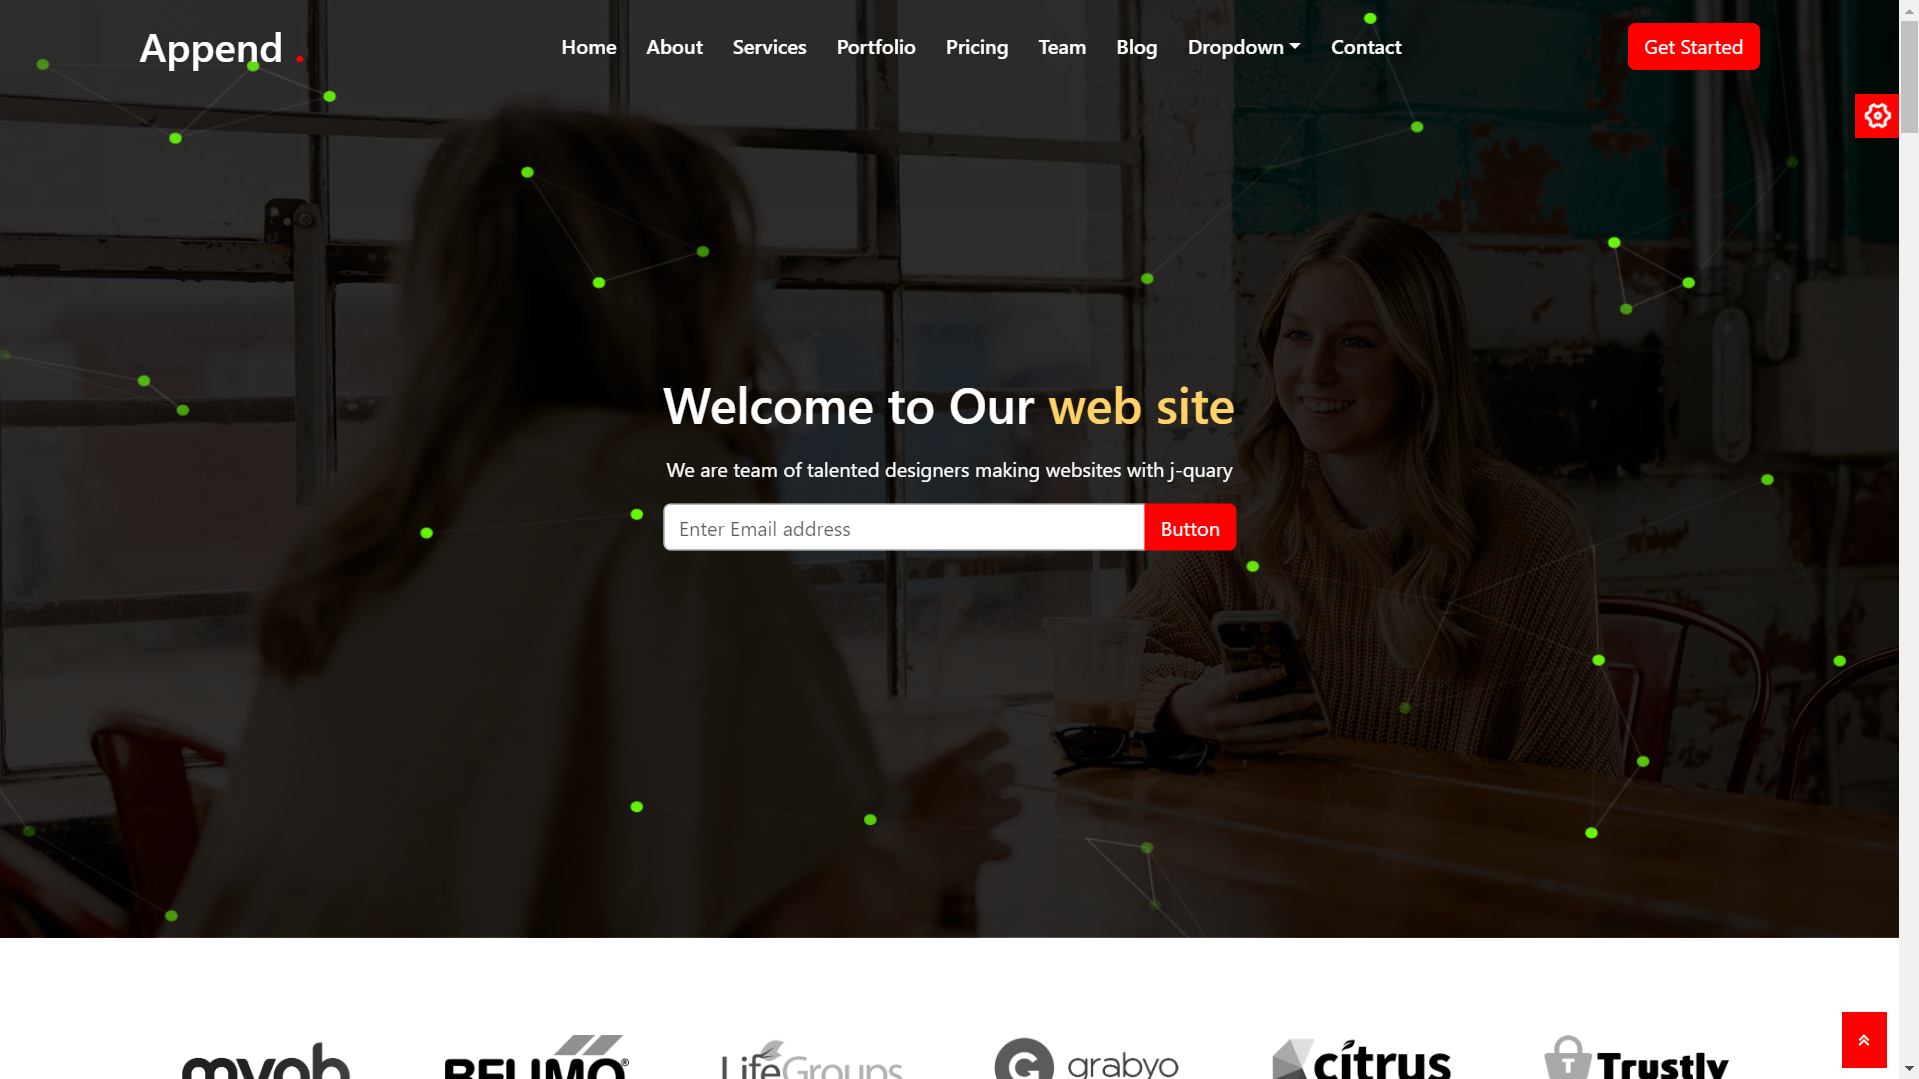 Append .
Home About Services Portfolio Pricing Team Blog Dropdown Contact
Get Started
Welcome to Our web site
We are team of talented designers making websites with j-quary
Enter Email address
Button
myob
BELIMO®
LifeGroups
G grabyo
citrus
T Trustly